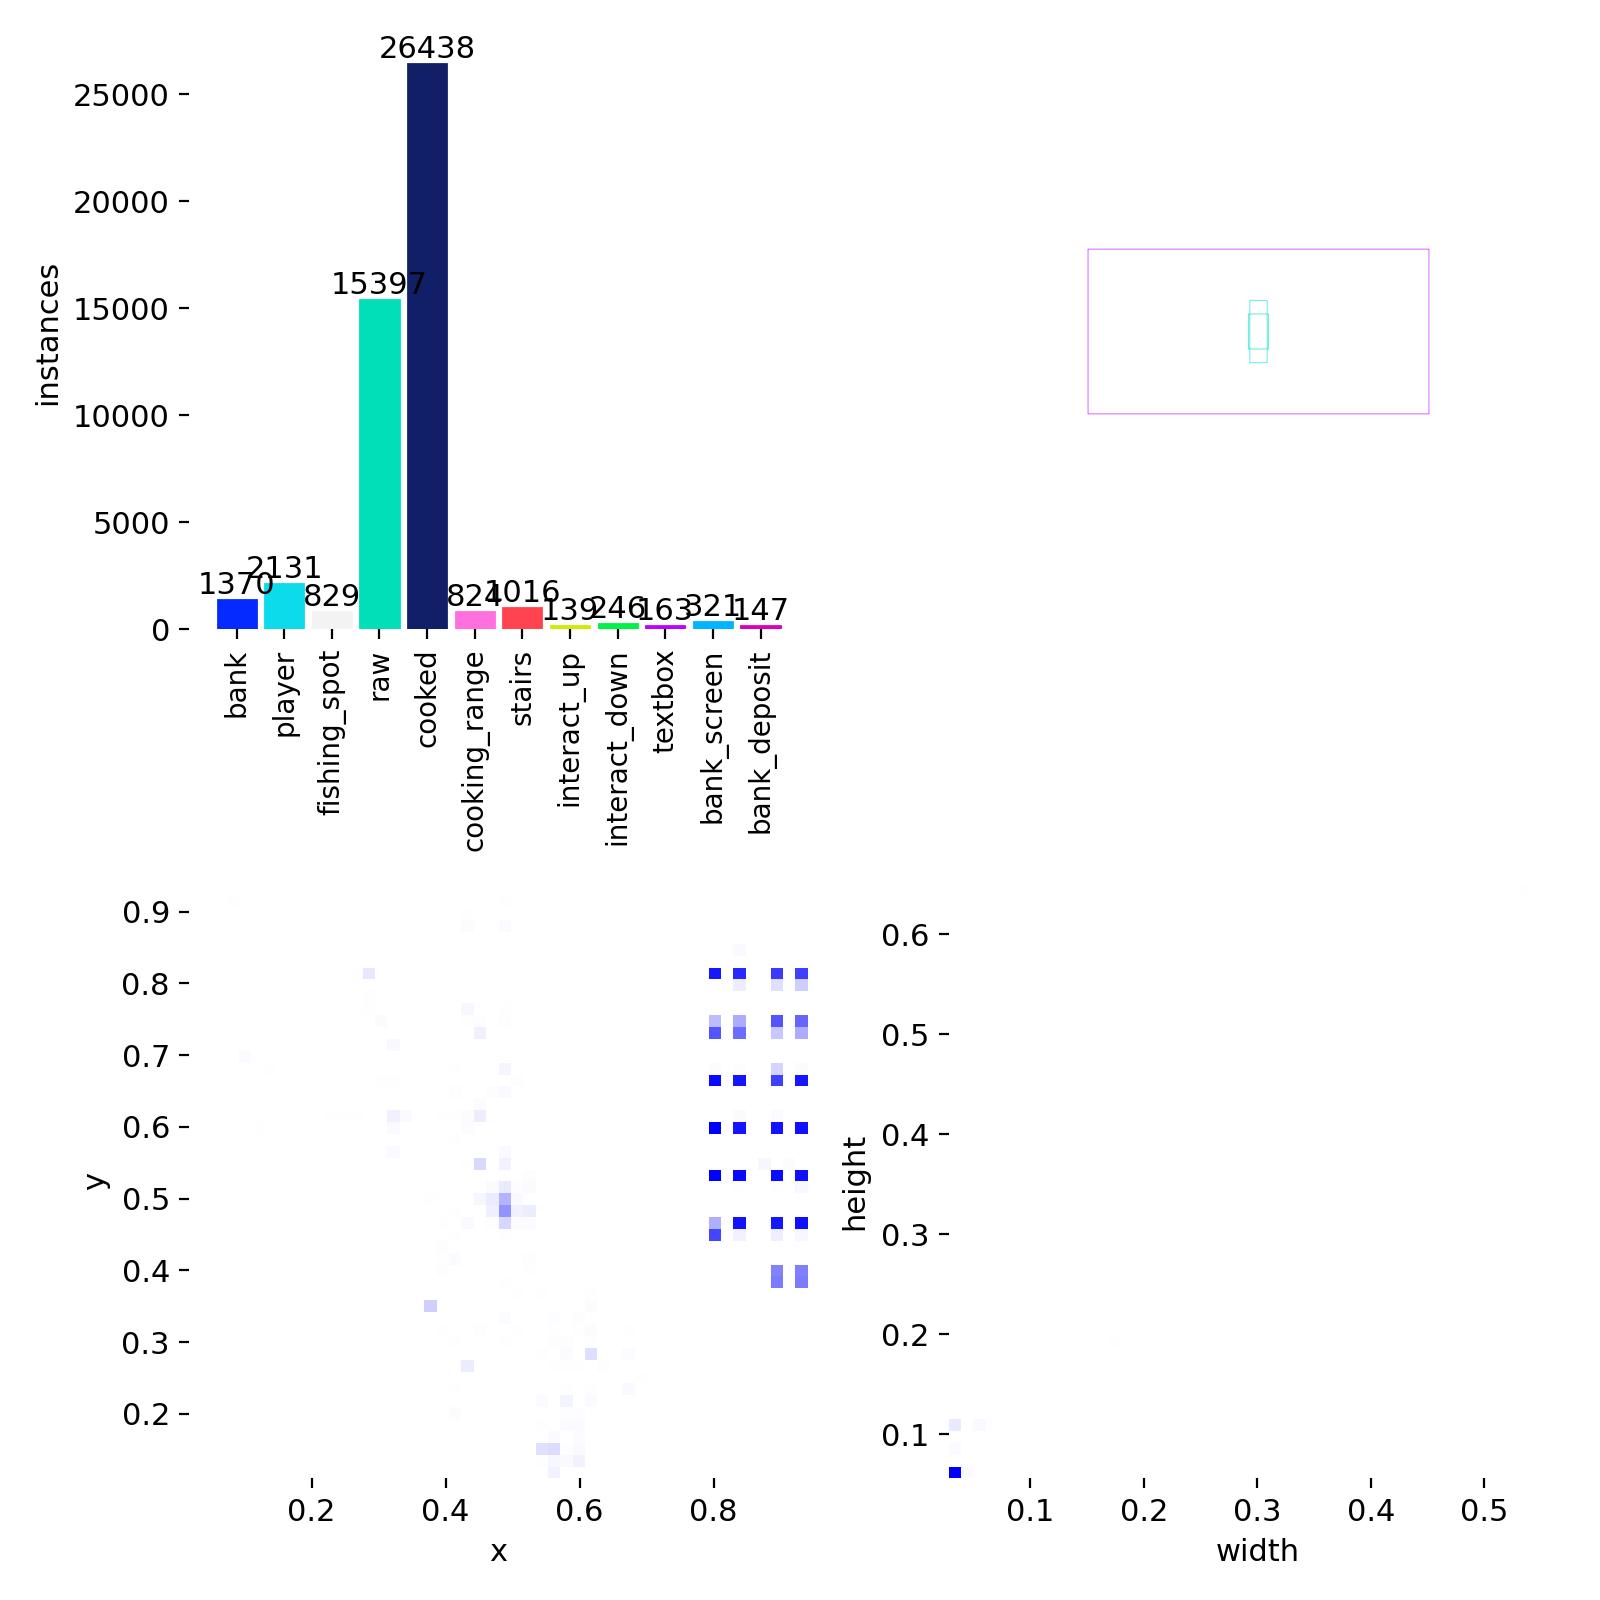 26438
25000
20000
15397
15000
10000
5000
0
instances
1370
2131
829
824
1016
139
246
163
321
147
bank
player
fishing_spot
raw
cooked
cooking_range
stairs
interact_up
interact_down
textbox
bank_screen
bank_deposit
0.9
0.8
0.7
0.6
0.5
0.4
0.3
0.2
y
0.2
0.4
0.6
0.8
x
0.6
0.5
0.4
0.3
0.2
0.1
height
0.1
0.2
0.3
0.4
0.5
width